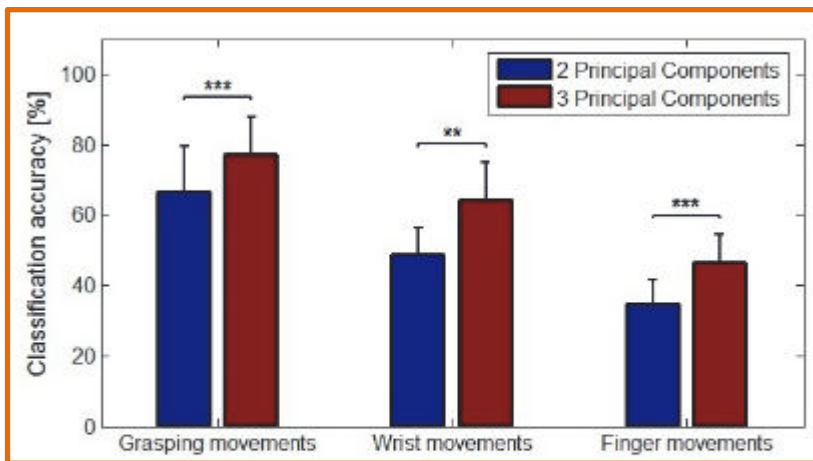 Classification accuracy [%]
100
80
60
40
20
0
2 Principal Components
3 Principal Components
***
**
***
Grasping movements
Wrist movements
Finger movements